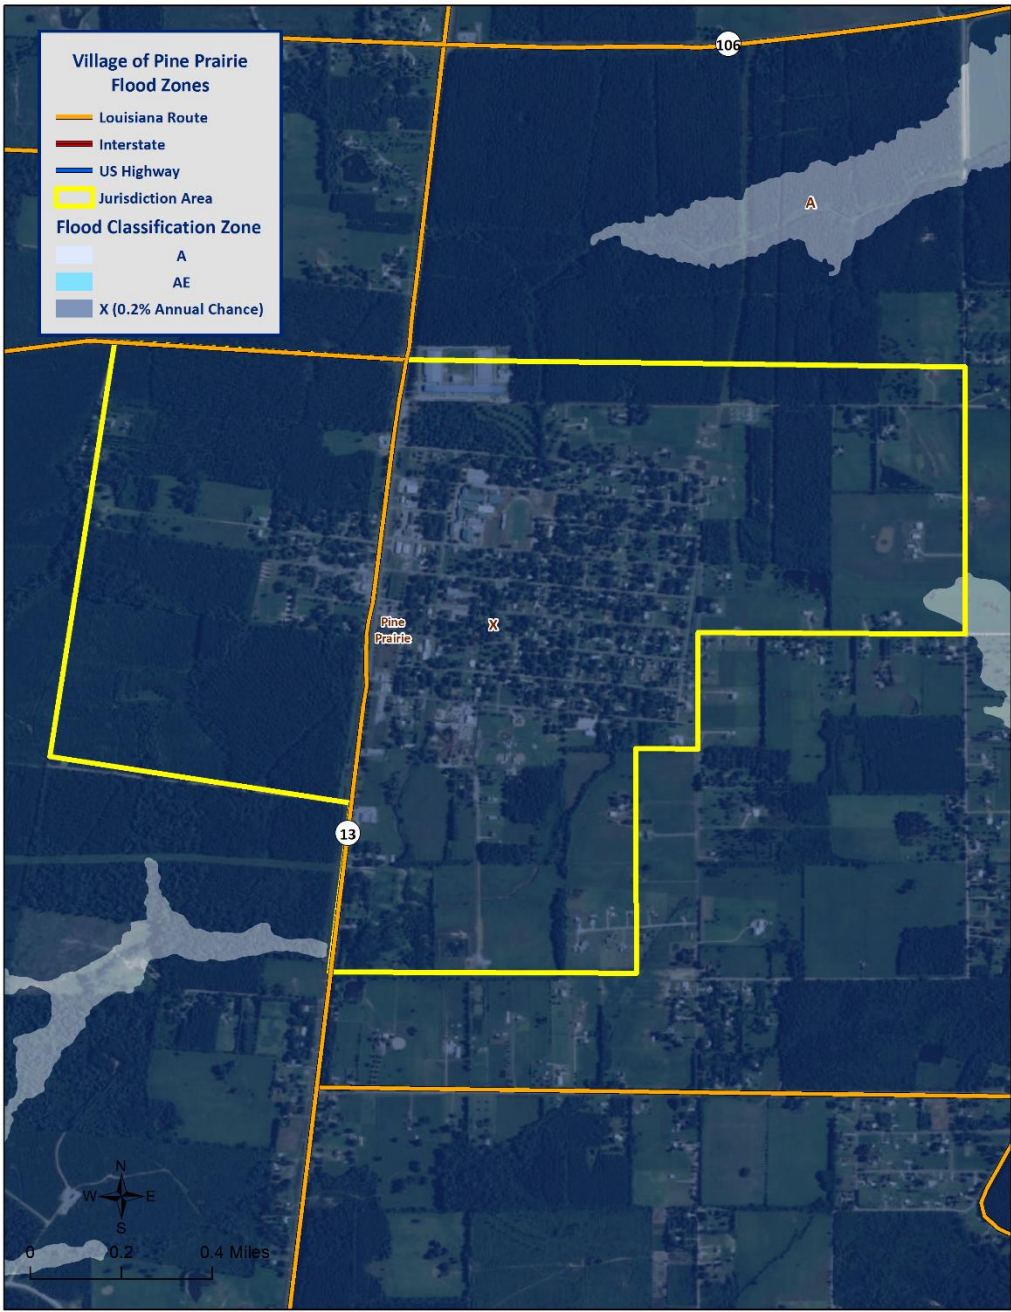 Village of Pine Prairie
Flood Zones
Louisiana Route
Interstate
US Highway
Jurisdiction Area
Flood Classification Zone
A
AE
X (0.2% Annual Chance)
106
A
Pine
Prairie
X
13
N
W E
S
0 0.2 0.4 Miles